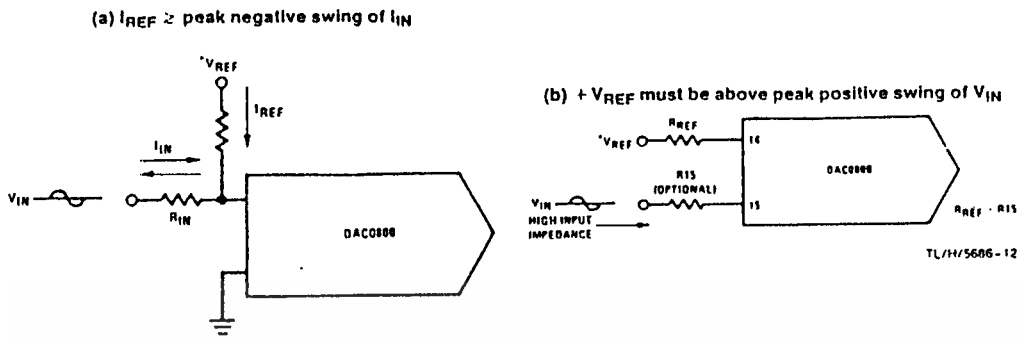 (a) IREF ≥ peak negative swing of IIN
+VREF
IREF
IIN
VIN
RIN
DAC0800
(b) + VREF must be above peak positive swing of VIN
+VREF
RREF
14
DAC0800
R15
(OPTIONAL)
VIN
15
HIGH INPUT
IMPEDANCE
RREF - R15
TL/H/5686-12